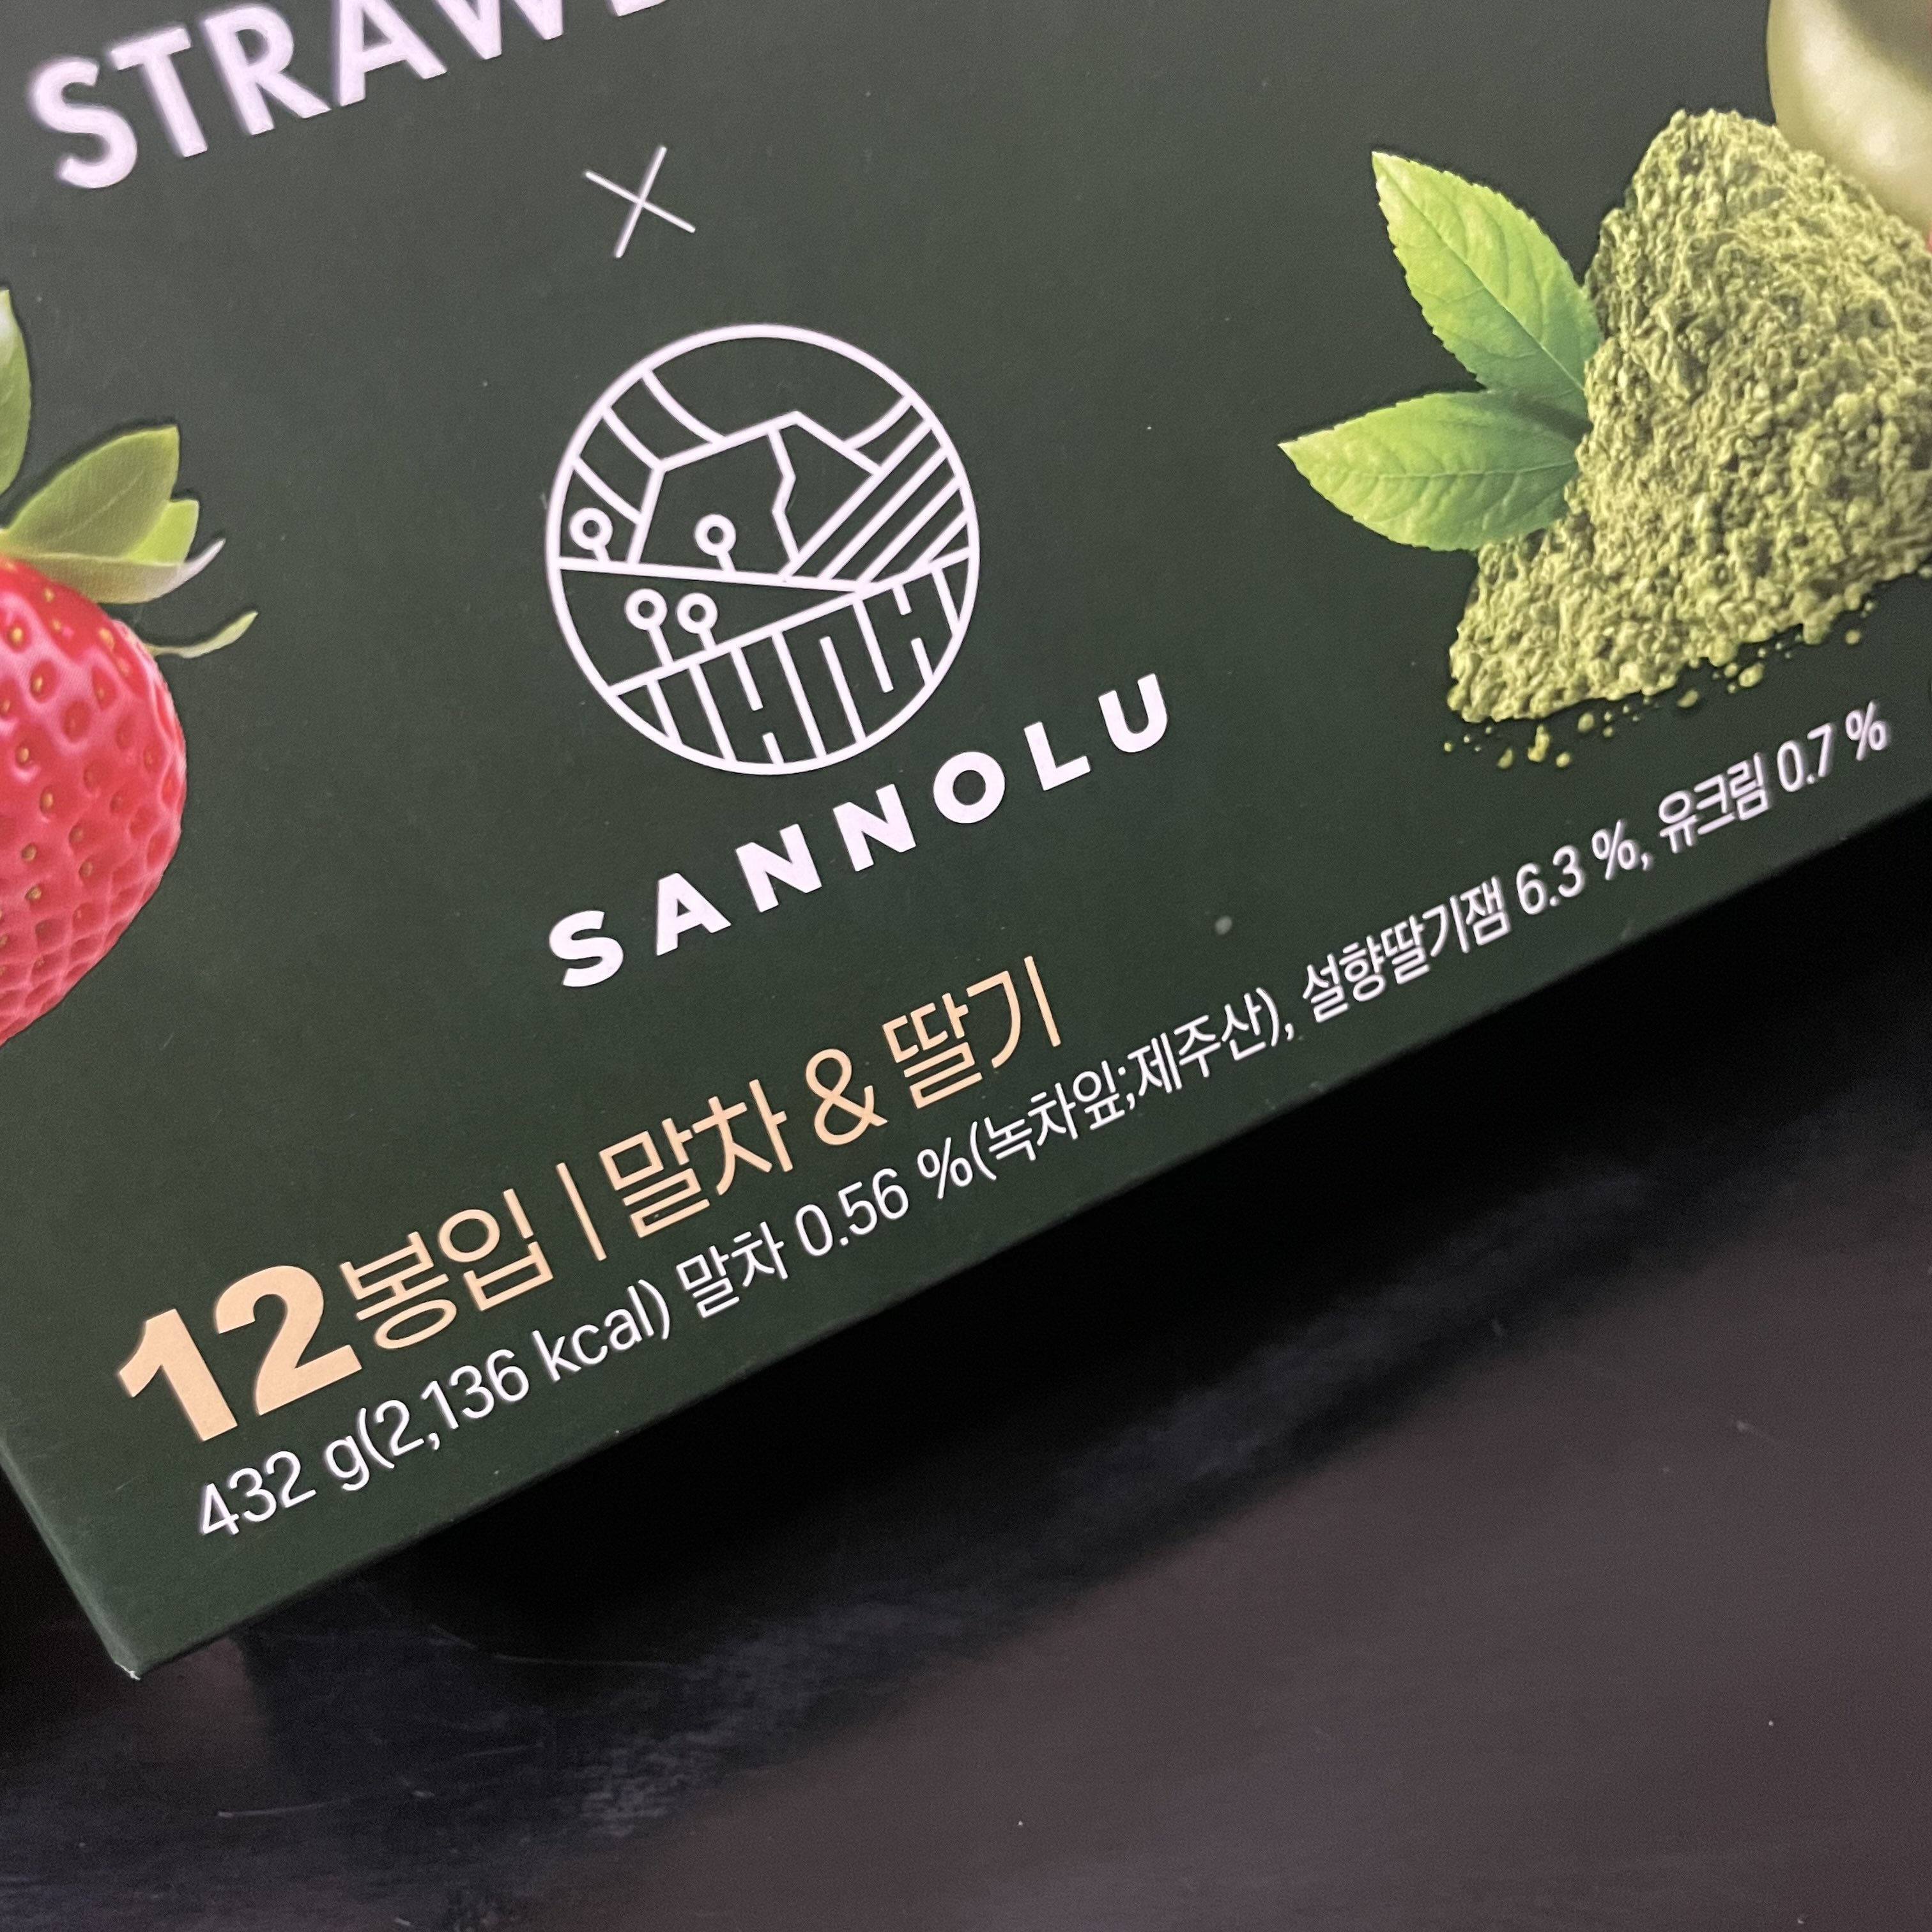 SANNOLU
12봉입 | 말차 & 딸기
432 g(2,136 kcal) 말차 0.56 %(녹차잎;제주산), 설향딸기잼 6.3 %, 유크림 0.7 %